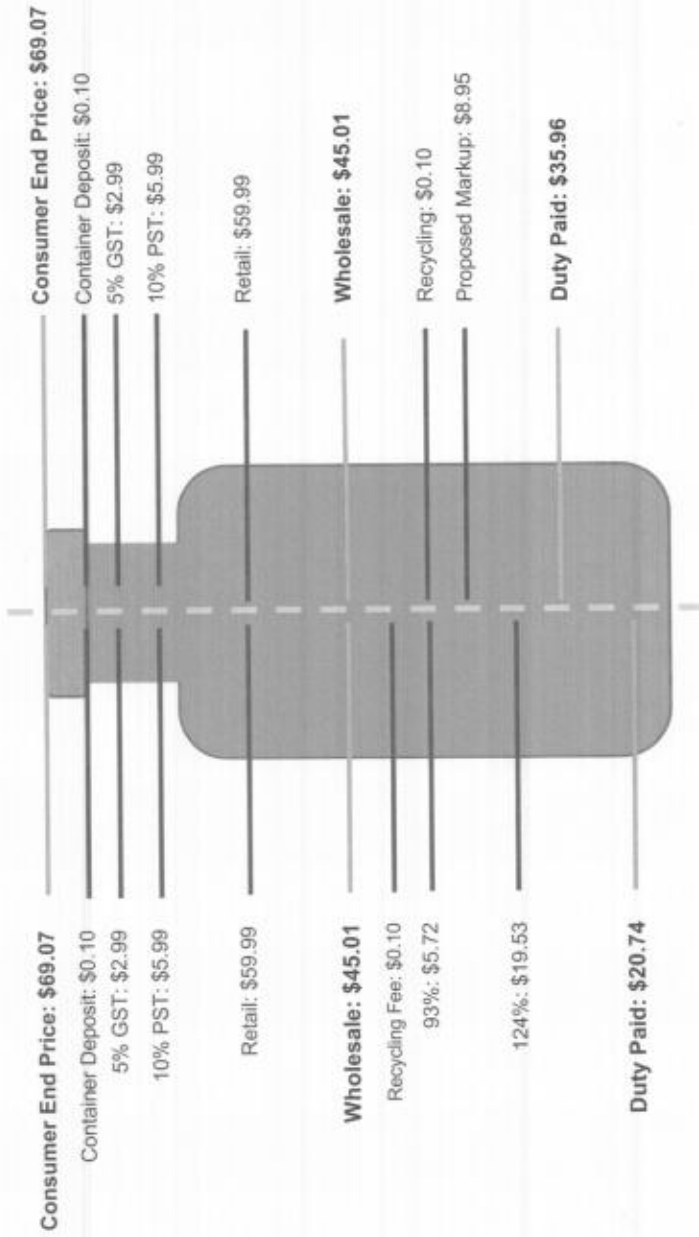 Consumer End Price: $69.07
Container Deposit: $0.10
5% GST: $2.99
10% PST: $5.99
Retail: $59.99
Wholesale: $45.01
Recycling Fee: $0.10
93%: $5.72
124%: $19.53
Duty Paid: $20.74
Consumer End Price: $69.07
Container Deposit: $0.10
5% GST: $2.99
10% PST: $5.99
Retail: $59.99
Wholesale: $45.01
Recycling: $0.10
Proposed Markup: $8.95
Duty Paid: $35.96